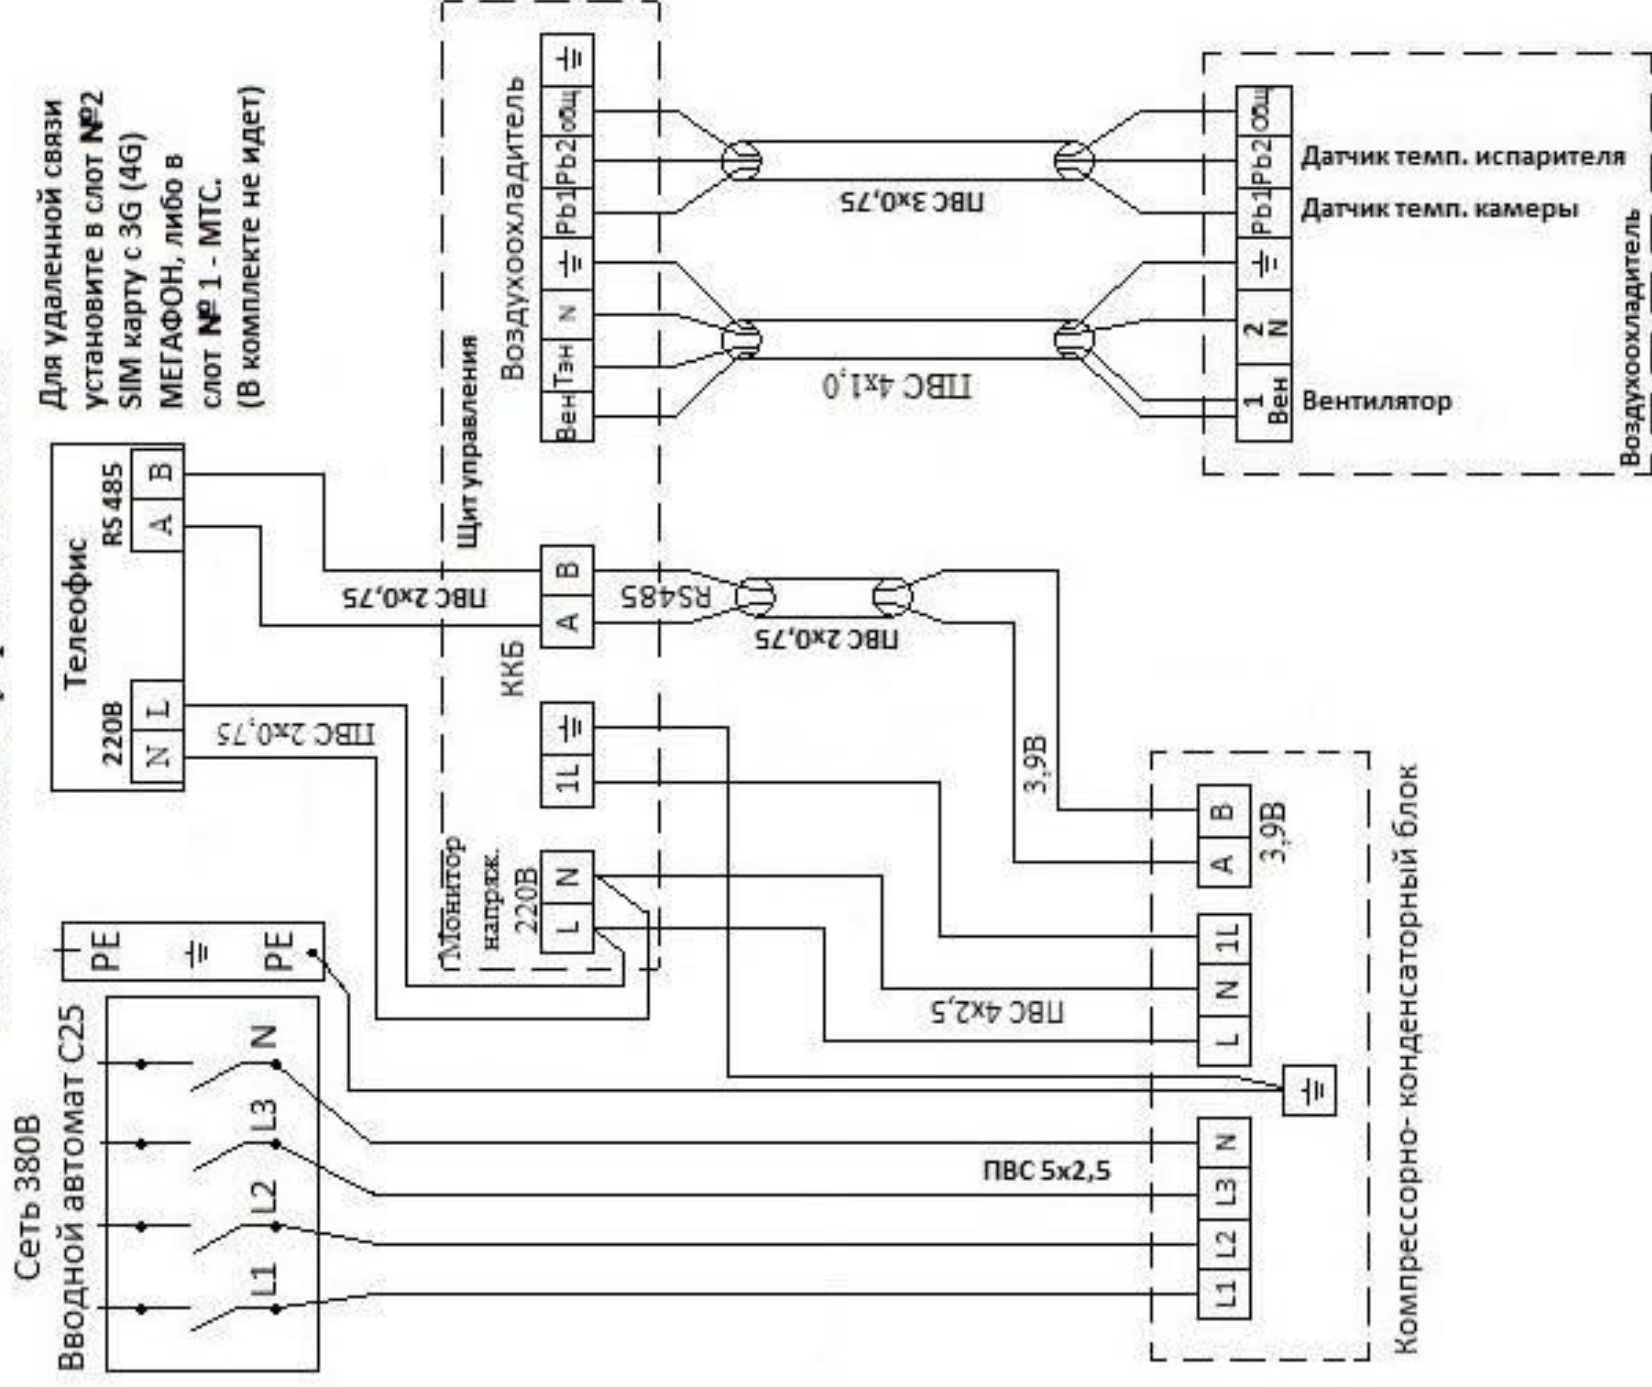 Для удаленной связи
установите в слот №2
SIM карту с 3G (4G)
МЕГАФОН, либо в
слот № 1 - МТС.
(В комплекте не идет)
Телеофис
220В
RS 485
N
L
A
B
ПВС 2х0,75
ПВС 2х0,75
Сеть 380В
Вводной автомат С25
L1
L2
L3
N
PE
PE
Щит управления
Монитор
напряж.
220В
L
N
1L
ККБ
A
B
Воздухоохладитель
Вен
Тэн
N
Pb1
Pb2
общ
RS485
ПВС 2х0,75
ПВС 4х1,0
ПВС 3х0,75
3,9В
ПВС 4х2,5
ПВС 5х2,5
L1
L2
L3
N
L
N
1L
A
B
3,9В
Компрессорно- конденсаторный блок
1
Вен
2
N
Pb1
Pb2
общ
Вентилятор
Датчик темп. камеры
Датчик темп. испарителя
Воздухоохладитель